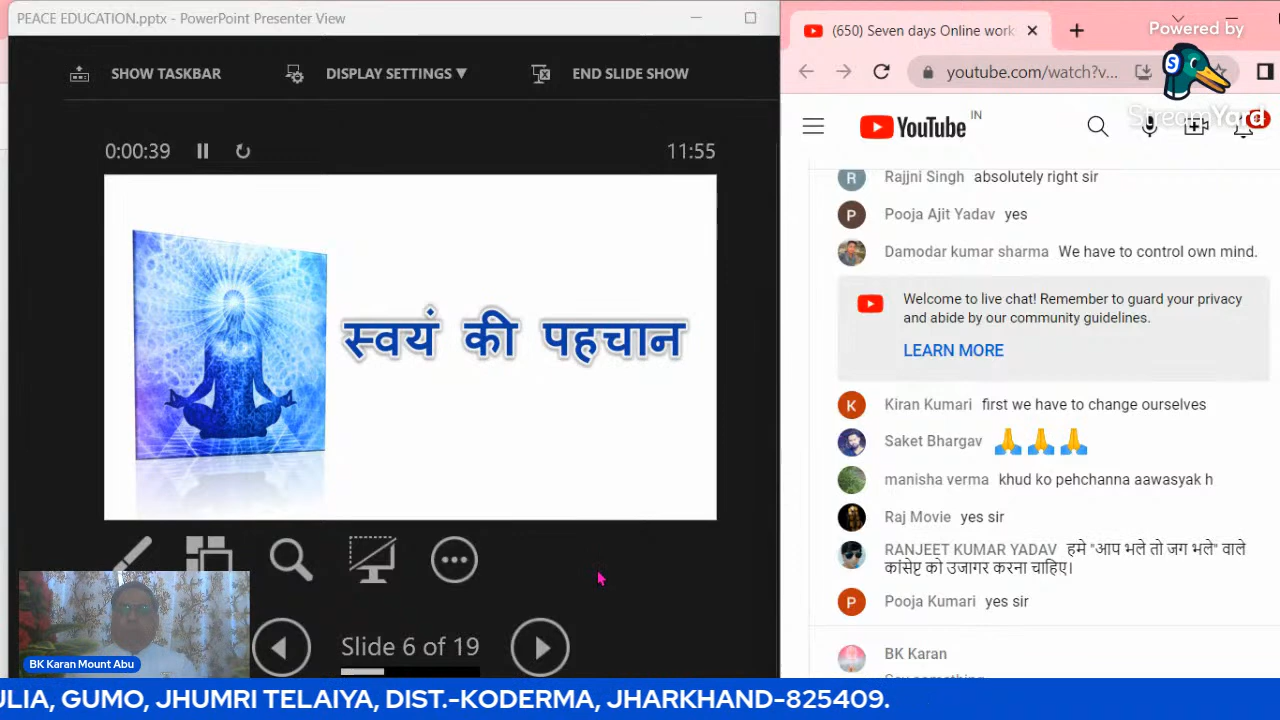 PEACE EDUCATION.pptx - PowerPoint Presenter View
SHOW TASKBAR
DISPLAY SETTINGS ▼
END SLIDE SHOW
0:00:39
11:55
स्वयं की पहचान
Slide 6 of 19
BK Karan Mount Abu
(650) Seven days Online work
Powered by
StreamYard
youtube.com/watch?v...
YouTube
IN
R
Rajjni Singh absolutely right sir
P
Pooja Ajit Yadav yes
Damodar kumar sharma We have to control own mind.
Welcome to live chat! Remember to guard your privacy
and abide by our community guidelines.
LEARN MORE
K
Kiran Kumari first we have to change ourselves
Saket Bhargav 🙏🙏🙏
manisha verma khud ko pehchanna aawasyak h
Raj Movie yes sir
RANJEET KUMAR YADAV हमे "आप भले तो जग भले" वाले
कांसेप्ट को उजागर करना चाहिए।
P
Pooja Kumari yes sir
BK Karan
ULIA, GUMO, JHUMRI TELAIYA, DIST.-KODERMA, JHARKHAND-825409.